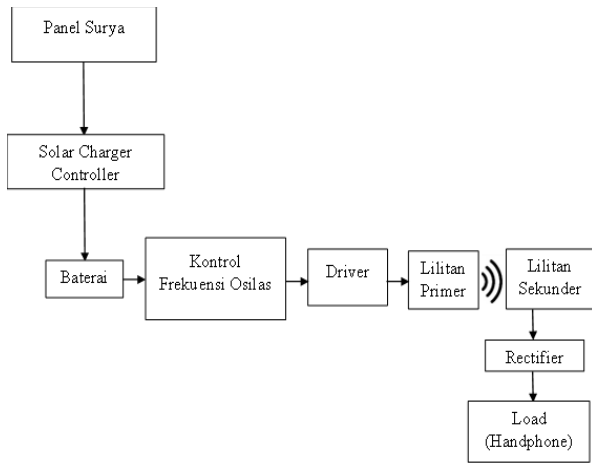 Panel Surya
Solar Charger
Controller
Baterai
Kontrol
Frekuensi Osilas
Driver
Lilitan
Primer
Lilitan
Sekunder
Rectifier
Load
(Handphone)